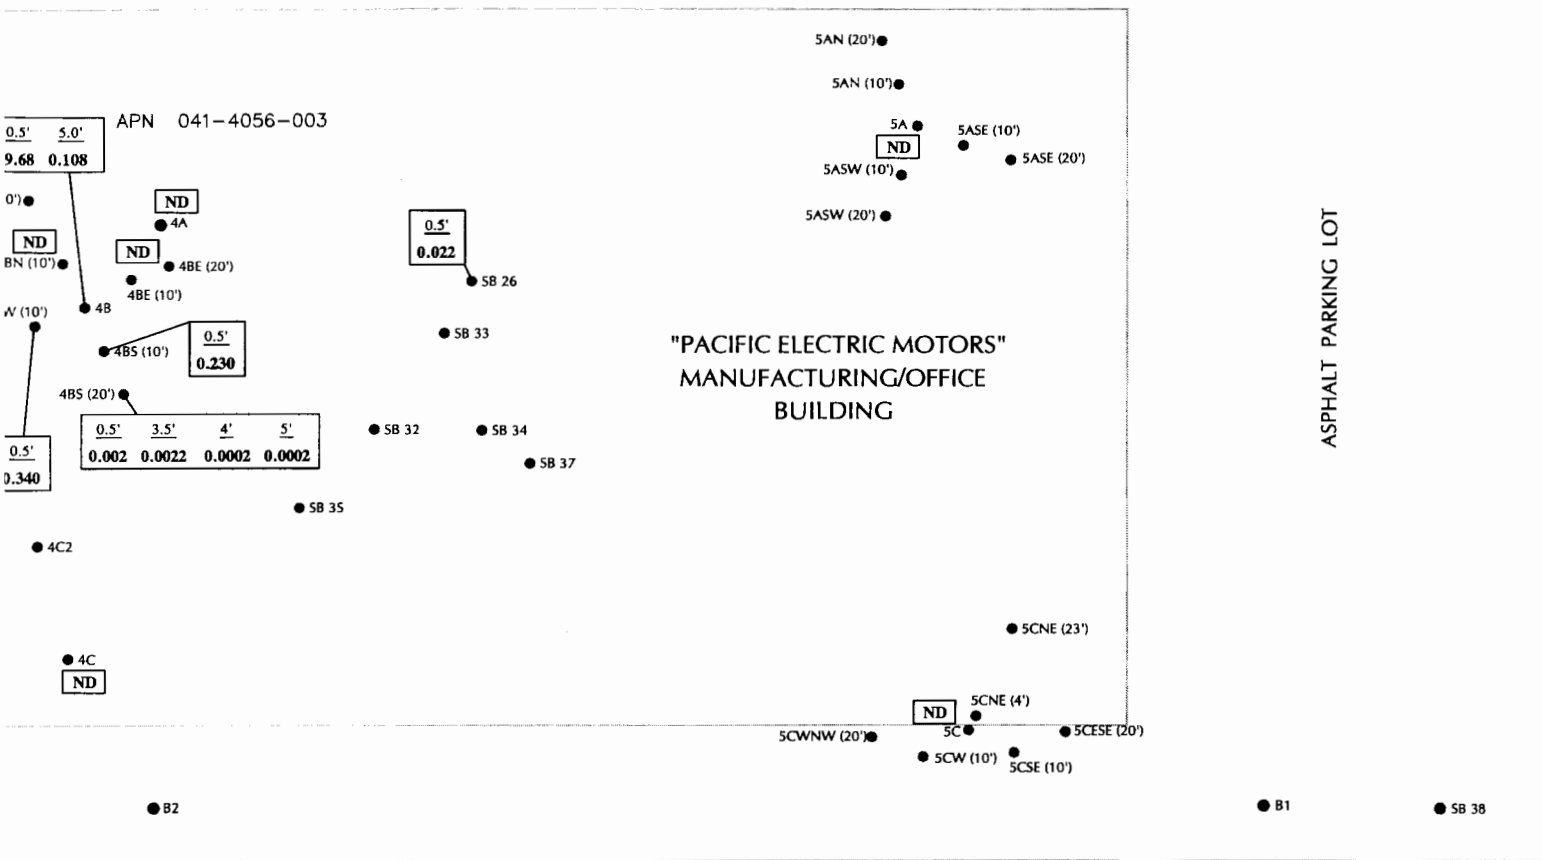 5AN (20')
5AN (10')
APN 041-4056-003
0.5' 5.0'
9.68 0.108
5A
ND
5ASE (10')
5ASE (20')
5ASW (10')
5ASW (20')
0')
ND
4A
ND
BN (10')
ND
4BE (20')
4BE (10')
0.5'
0.022
SB 26
W (10')
4B
4BS (10')
0.5'
0.230
SB 33
"PACIFIC ELECTRIC MOTORS"
MANUFACTURING/OFFICE
BUILDING
ASPHALT PARKING LOT
4BS (20')
0.5' 3.5' 4' 5'
0.002 0.0022 0.0002 0.0002
0.5'
0.340
SB 32
SB 34
SB 37
SB 35
4C2
4C
ND
5CNE (23')
5CNE (4')
ND
5C
5CWNW (20')
5CESE (20')
5CW (10')
5CSE (10')
B2
B1
SB 38